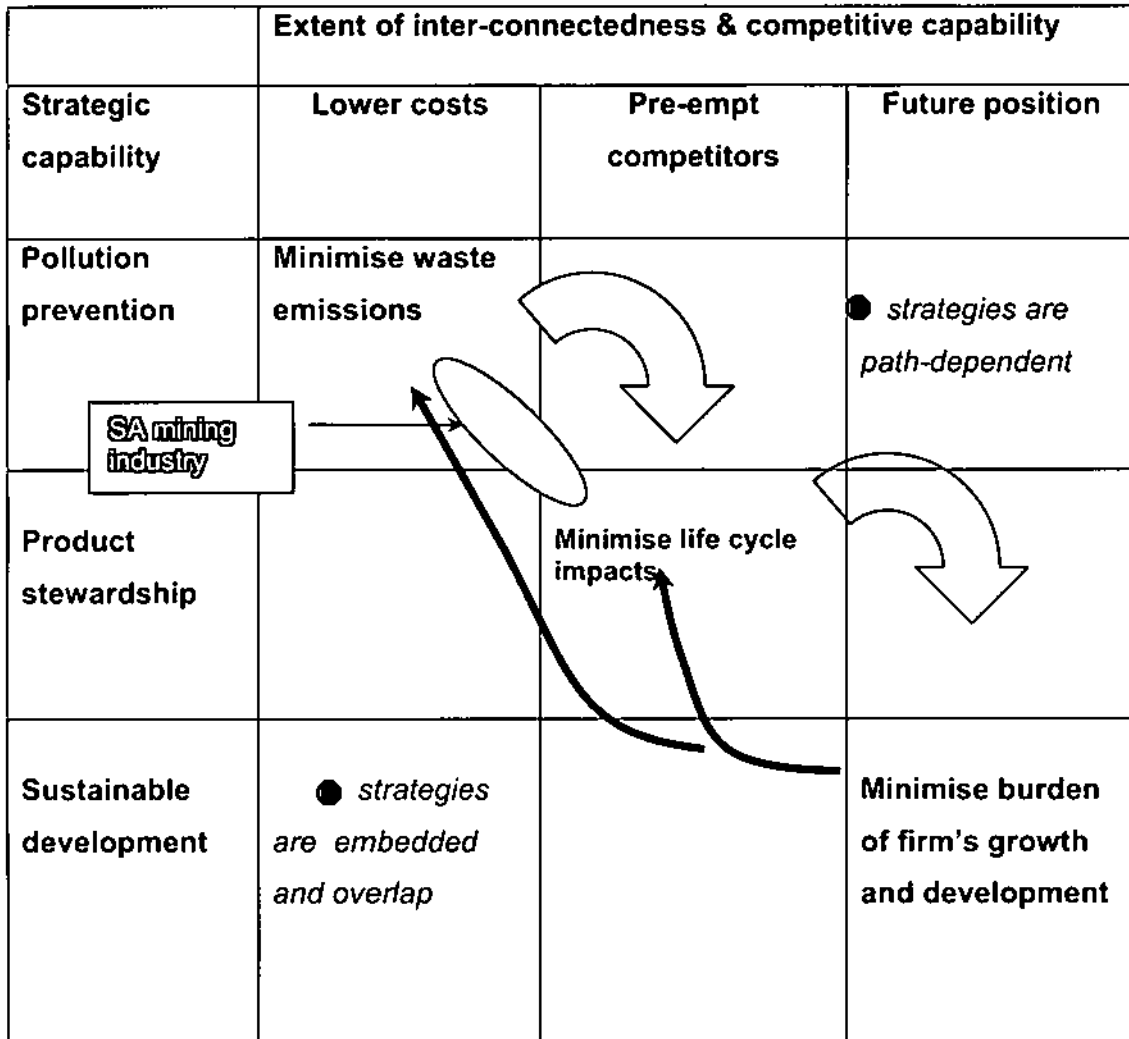 Extent of inter-connectedness & competitive capability
Strategic
capability
Lower costs
Pre-empt
competitors
Future position
Pollution
prevention
Minimise waste
emissions
strategies are
path-dependent
SA mining
industry
Product
stewardship
Minimise life cycle
impacts
Sustainable
development
strategies
are embedded
and overlap
Minimise burden
of firm's growth
and development